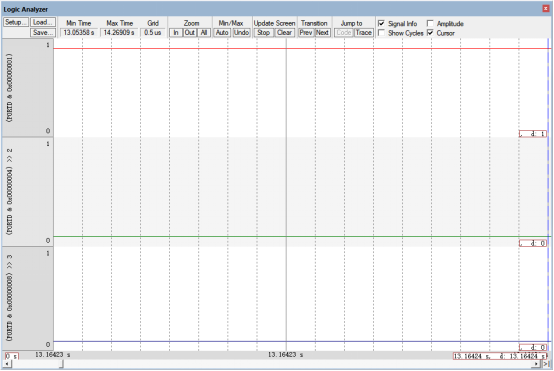 Logic Analyzer
Setup... Load... Min Time Max Time Grid Zoom Min/Max Update Screen Transition Jump to Signal Info Amplitude
Save... 13.05358 s 14.26909 s 0.5 us In Out All Auto Undo Stop Clear Prev Next Code Trace Show Cycles Cursor
1
0
, d: 1
1
(PORTD & 0x00000004) >> 2
0
, d: 0
1
(PORTD & 0x00000008) >> 3
0
, d: 0
0 s 13.16423 s 13.16423 s 13.16424 s, d: 13.16424 s